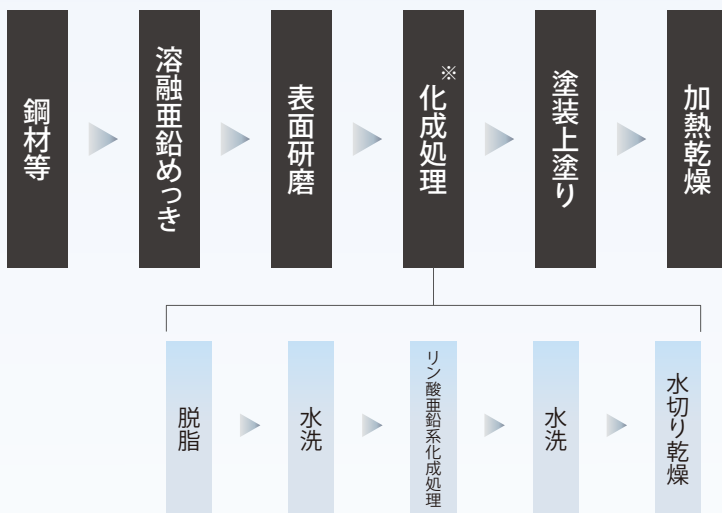 鋼材等
溶融亜鉛めっき
表面研磨
※
化成処理
塗装上塗り
加熱乾燥
脱脂
水洗
リン酸亜鉛系化成処理
水洗
水切り乾燥